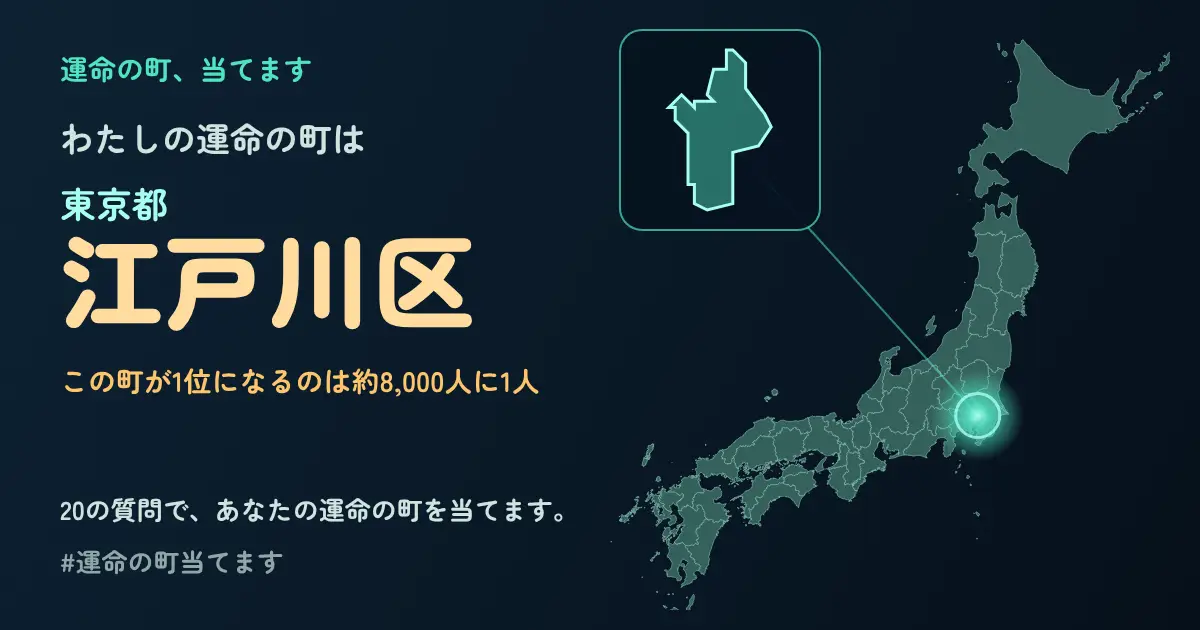 運命の町、当てます
わたしの運命の町は
東京都
江戸川区
この町が1位になるのは約8,000人に1人
20の質問で、あなたの運命の町を当てます。
#運命の町当てます